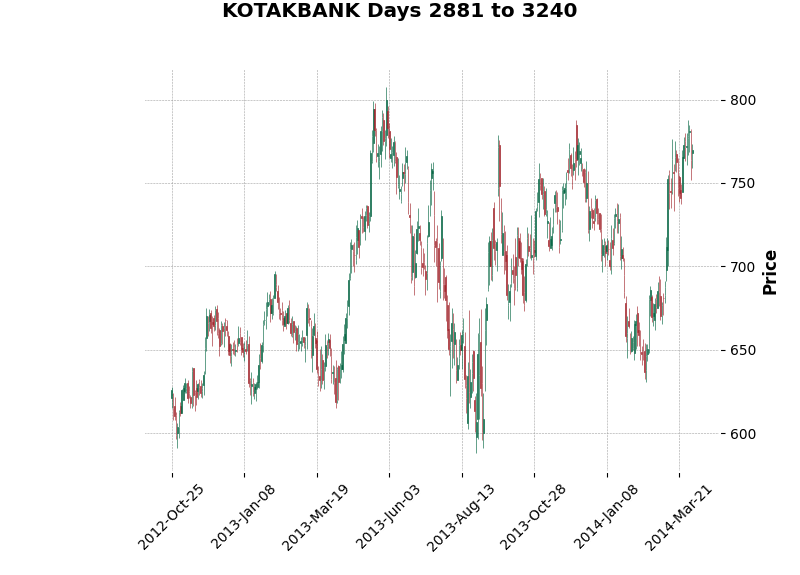 KOTAKBANK Days 2881 to 3240
800
750
700
650
600
Price
2012-Oct-25
2013-Jan-08
2013-Mar-19
2013-Jun-03
2013-Aug-13
2013-Oct-28
2014-Jan-08
2014-Mar-21